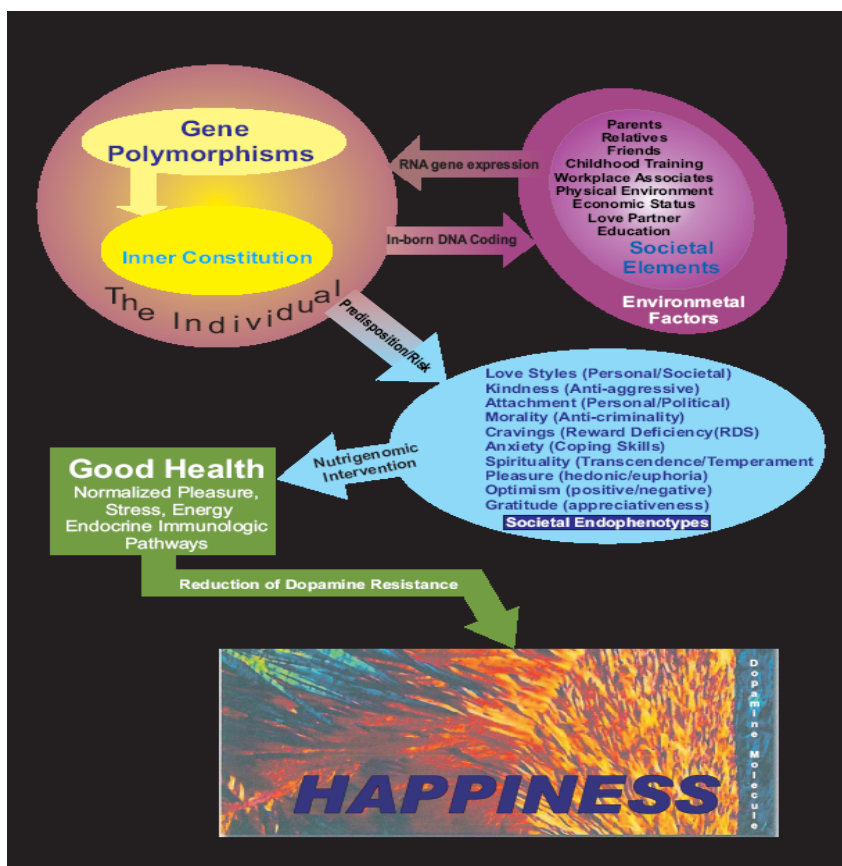 Gene
Polymorphisms
Inner Constitution
The Individual
RNA gene expression
In-born DNA Coding
Parents
Relatives
Friends
Childhood Training
Workplace Associates
Physical Environment
Economic Status
Love Partner
Education
Societal
Elements
Environmetal
Factors
Predisposition/Risk
Love Styles (Personal/Societal)
Kindness (Anti-aggressive)
Attachment (Personal/Political)
Morality (Anti-criminality)
Cravings (Reward Deficiency(RDS)
Anxiety (Coping Skills)
Spirituality (Transcendence/Temperament
Pleasure (hedonic/euphoria)
Optimism (positive/negative)
Gratitude (appreciativeness)
Societal Endophenotypes
Nutrigenomic
Intervention
Good Health
Normalized Pleasure,
Stress, Energy
Endocrine Immunologic
Pathways
Reduction of Dopamine Resistance
HAPPINESS
Dopamine Molecule